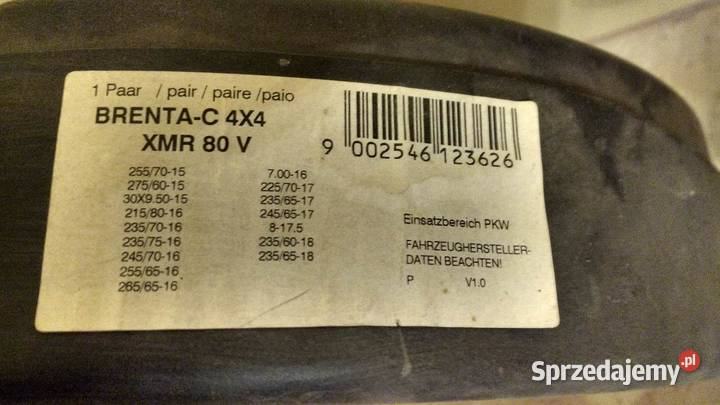 1 Paar / pair / paire /paio
BRENTA-C 4X4
XMR 80 V
9 002546 123626
255/70-15
275/60-15
30X9.50-15
215/80-16
235/70-16
235/75-16
245/70-16
255/65-16
265/65-16
7.00-16
225/70-17
235/65-17
245/65-17
8-17.5
235/60-18
235/65-18
Einsatzbereich PKW
FAHRZEUGHERSTELLER-
DATEN BEACHTEN!
P V1.0
Sprzedajemy.pl